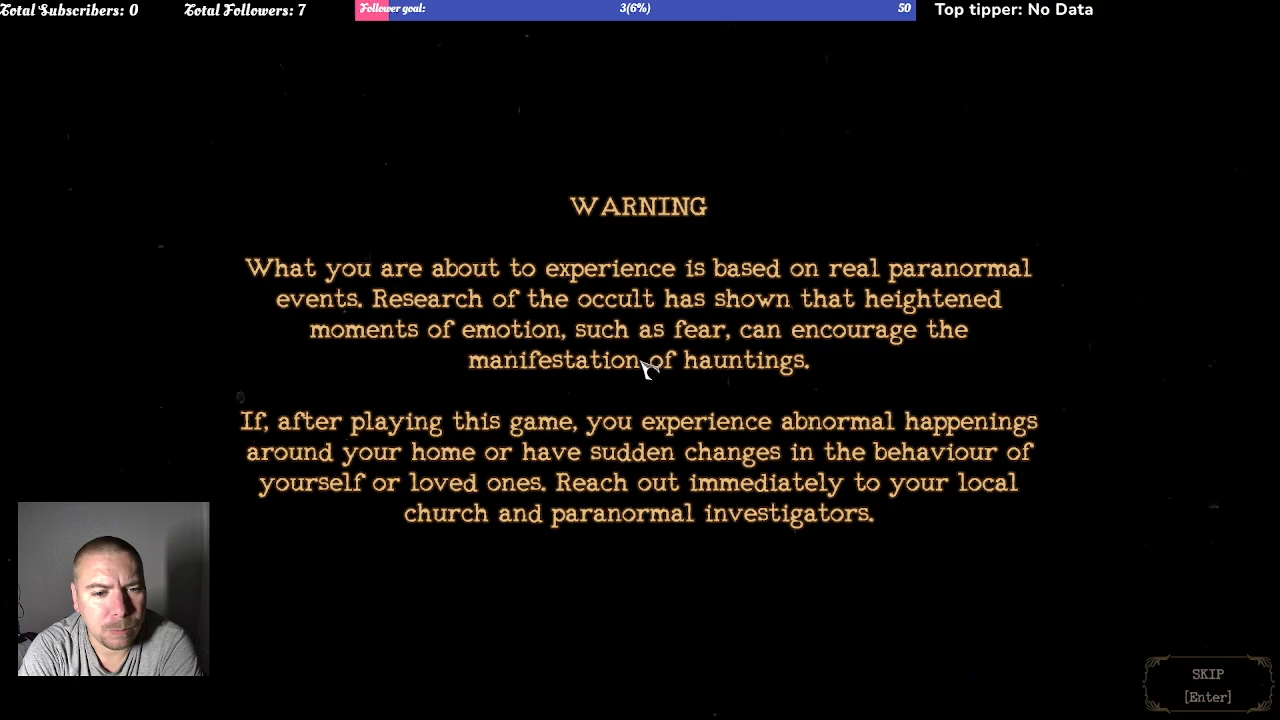 Total Subscribers: 0
Total Followers: 7
Follower goal:
3(6%)
50
Top tipper: No Data
WARNING
What you are about to experience is based on real paranormal
events. Research of the occult has shown that heightened
moments of emotion, such as fear, can encourage the
manifestation of hauntings.
If, after playing this game, you experience abnormal happenings
around your home or have sudden changes in the behaviour of
yourself or loved ones. Reach out immediately to your local
church and paranormal investigators.
SKIP
[Enter]